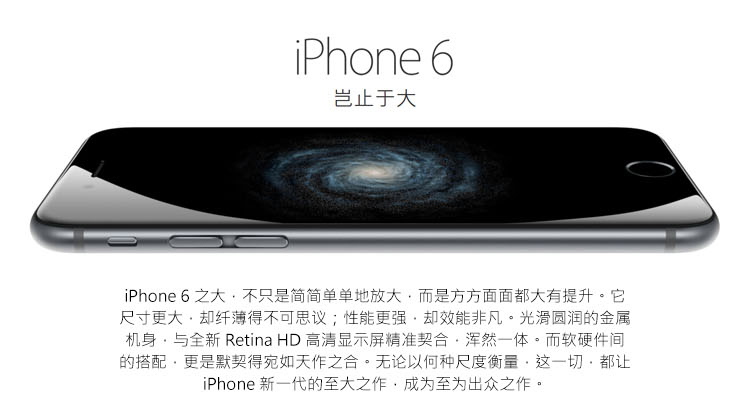 iPhone 6
岂止于大
iPhone 6 之大，不只是简简单单地放大，而是方方面面都大有提升。它
尺寸更大，却纤薄得不可思议；性能更强，却效能非凡。光滑圆润的金属
机身，与全新 Retina HD 高清显示屏精准契合，浑然一体。而软硬件间
的搭配，更是默契得宛如天作之合。无论以何种尺度衡量，这一切，都让
iPhone 新一代的至大之作，成为至为出众之作。